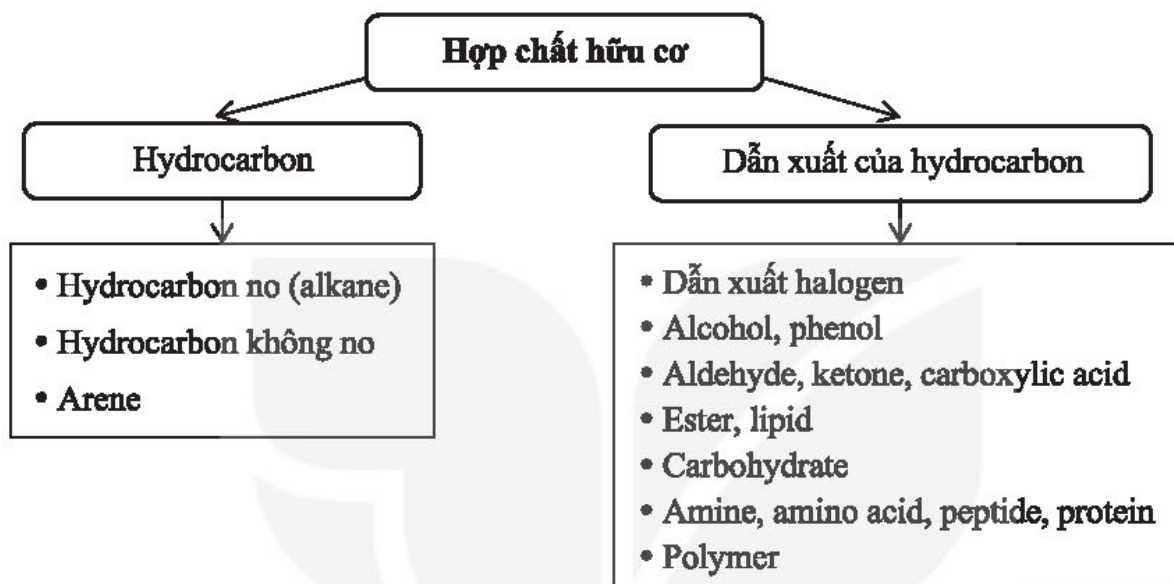 Hợp chất hữu cơ
Hydrocarbon
Dẫn xuất của hydrocarbon
• Hydrocarbon no (alkane)
• Hydrocarbon không no
• Arene
• Dẫn xuất halogen
• Alcohol, phenol
• Aldehyde, ketone, carboxylic acid
• Ester, lipid
• Carbohydrate
• Amine, amino acid, peptide, protein
• Polymer